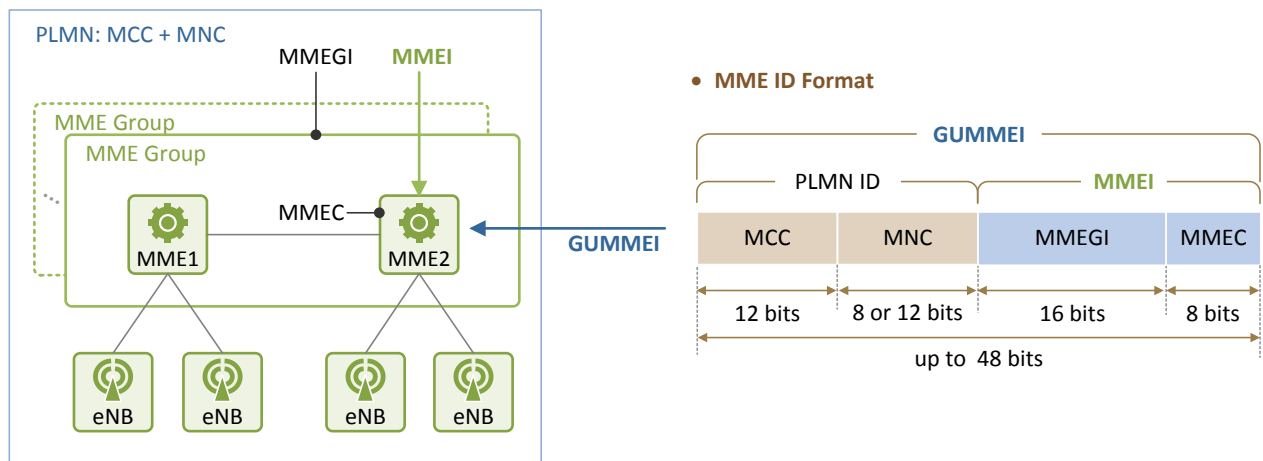 PLMN: MCC + MNC
MMEGI
MMEI
MME Group
MME Group
MMEC
MME1
MME2
GUMMEI
eNB
eNB
eNB
eNB
• MME ID Format
GUMMEI
PLMN ID
MMEI
MCC
MNC
MMEGI
MMEC
12 bits
8 or 12 bits
16 bits
8 bits
up to 48 bits